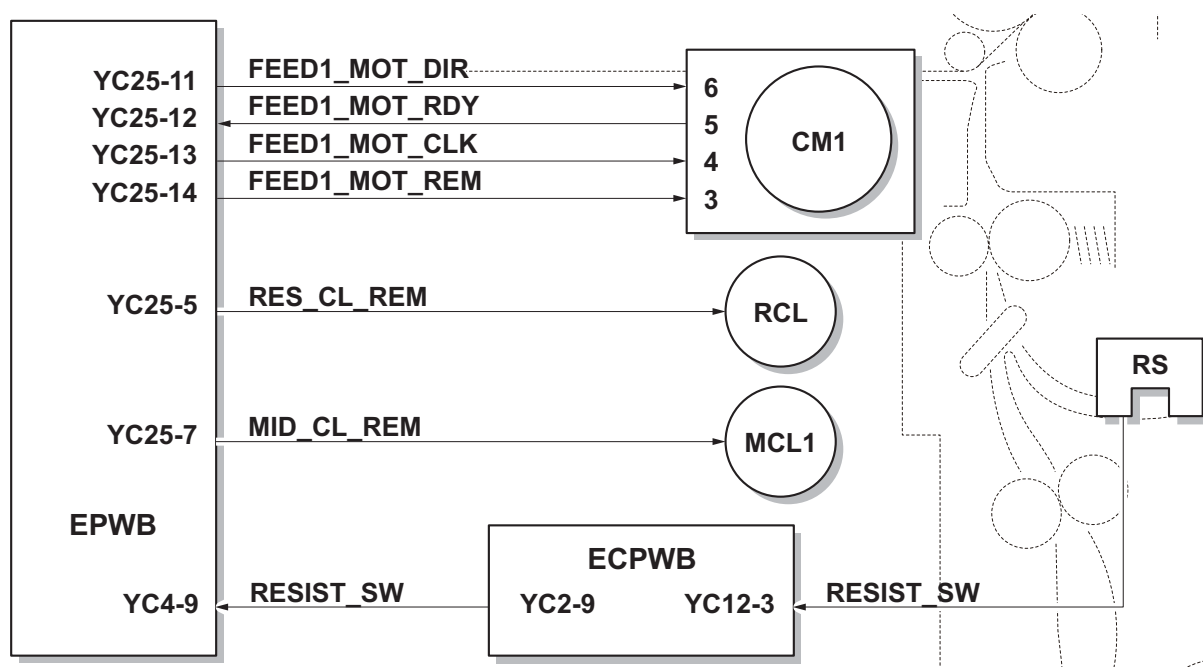 YC25-11 FEED1_MOT_DIR 6
YC25-12 FEED1_MOT_RDY 5
YC25-13 FEED1_MOT_CLK 4
YC25-14 FEED1_MOT_REM 3
CM1
YC25-5 RES_CL_REM RCL
RS
YC25-7 MID_CL_REM MCL1
EPWB
ECPWB
YC4-9 RESIST_SW YC2-9 YC12-3 RESIST_SW